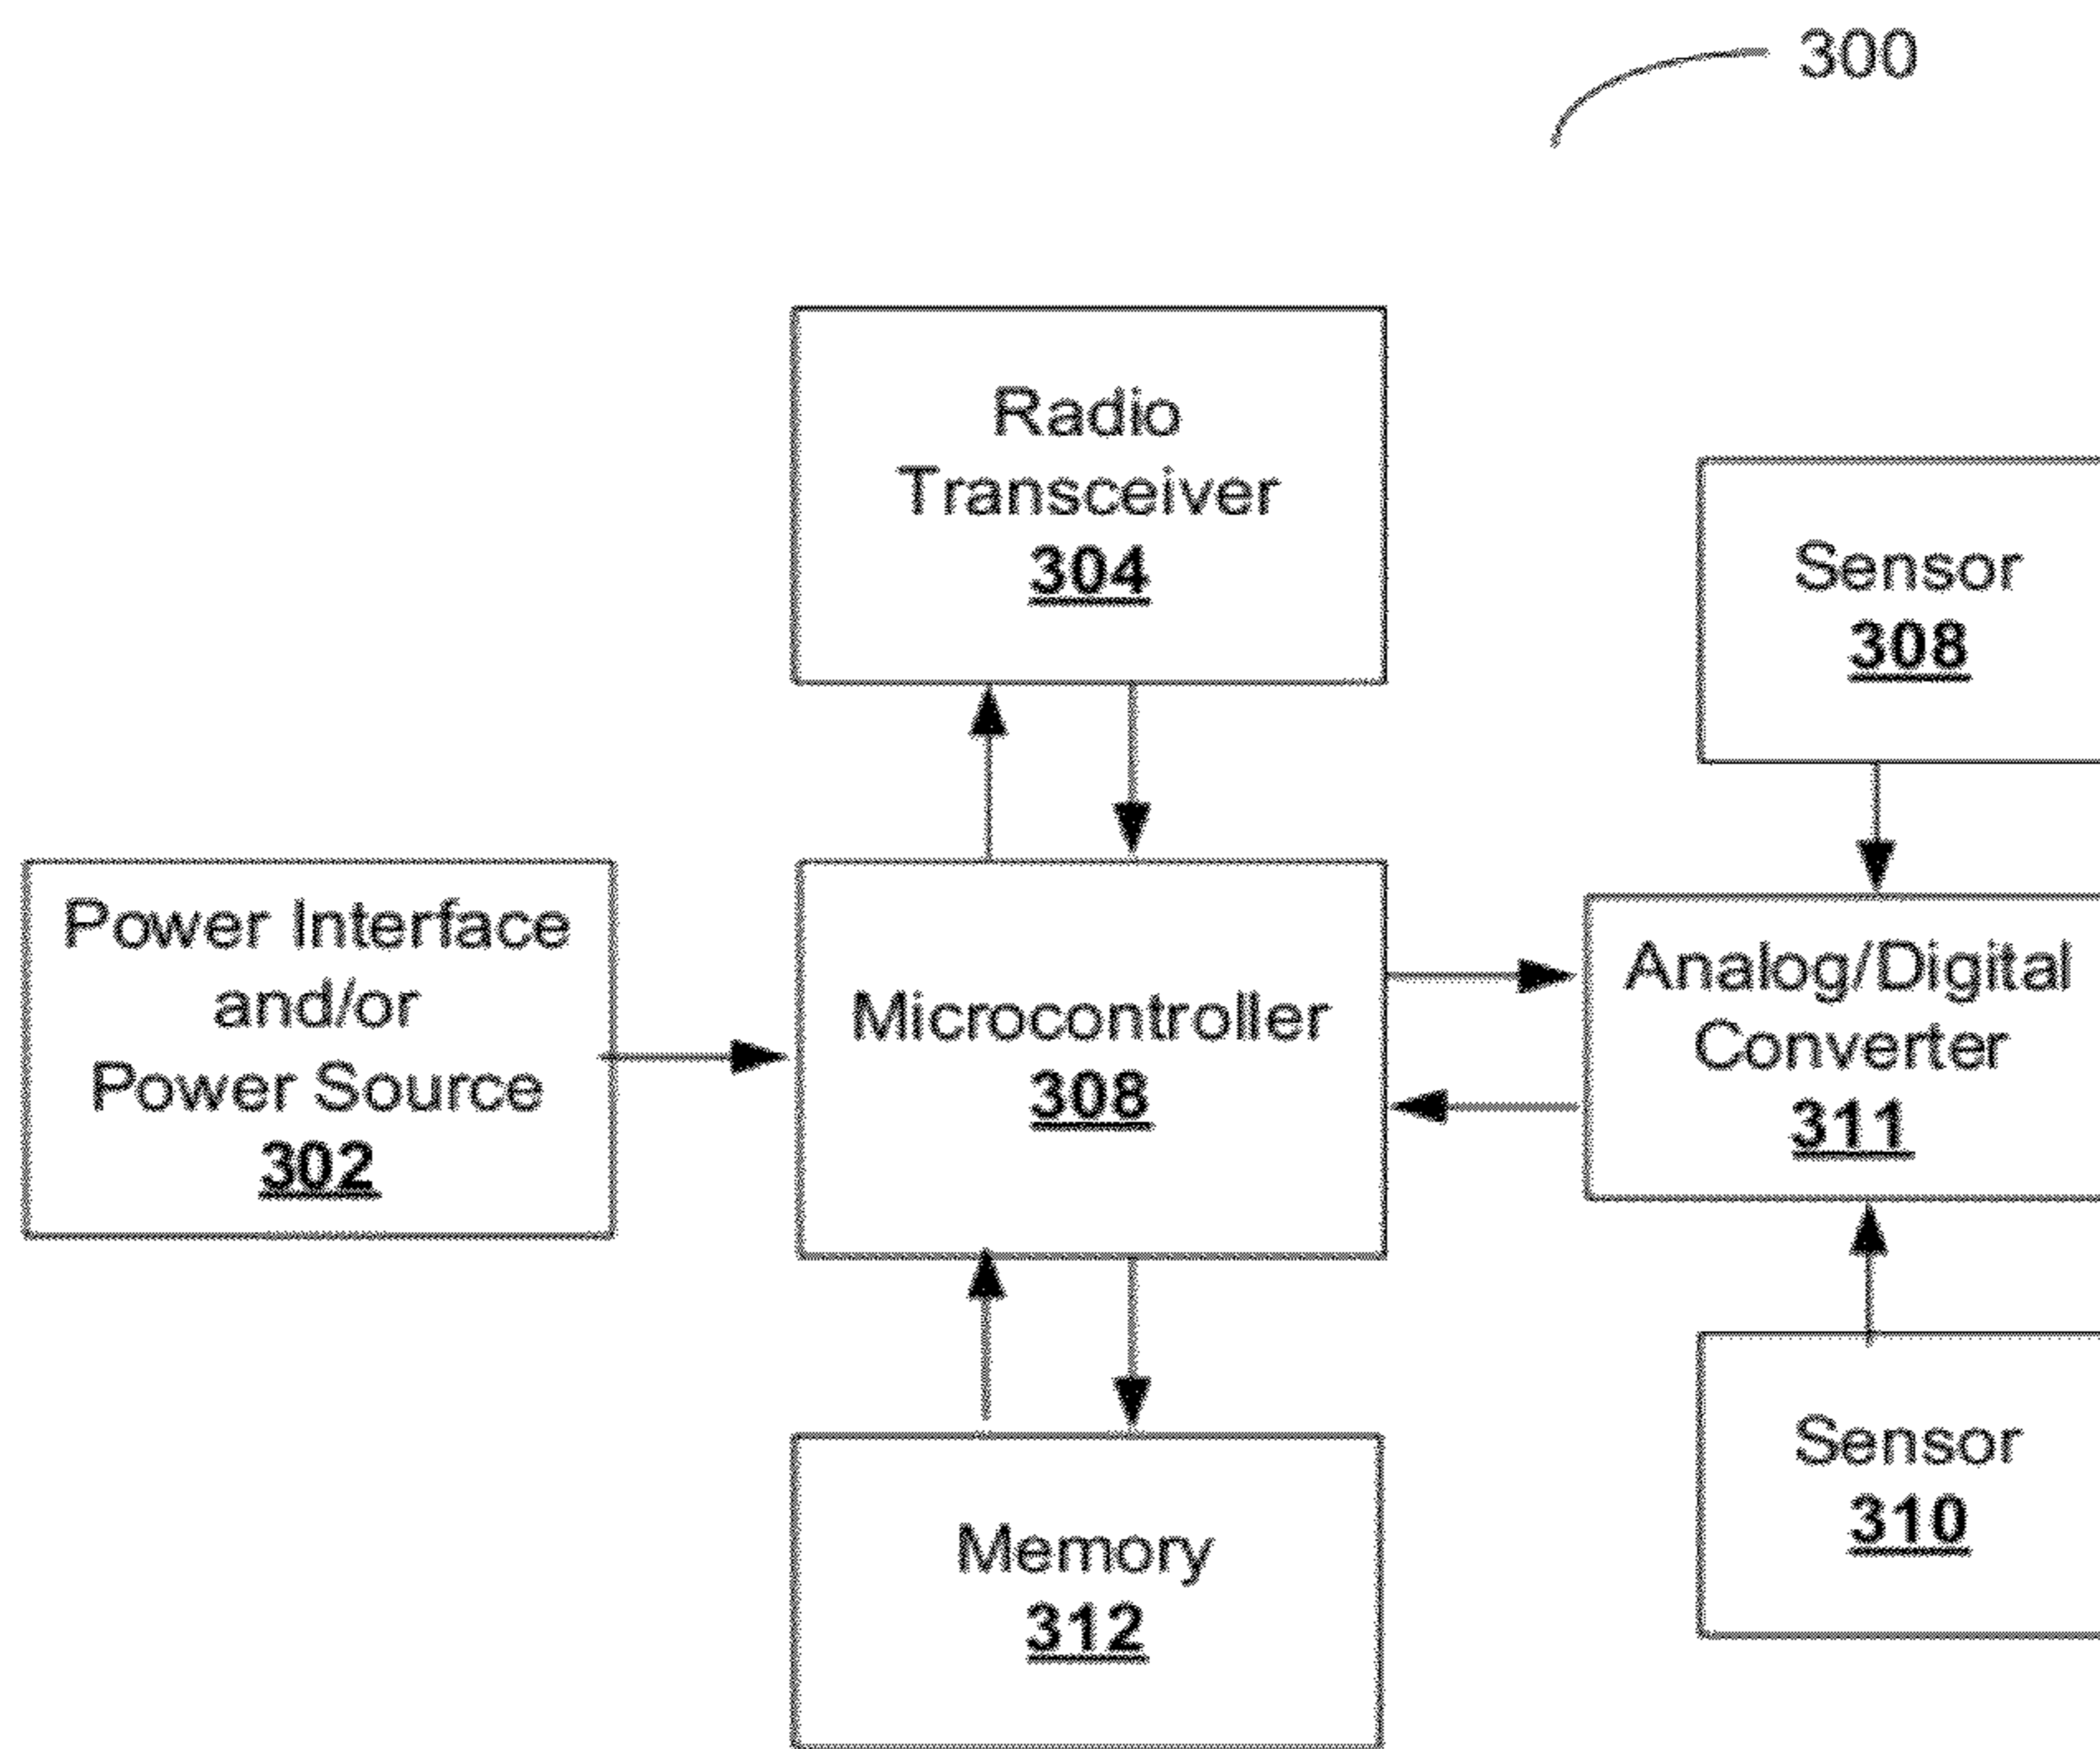 300
Radio
Transceiver
304
Sensor
308
Power Interface
and/or
Power Source
302
Microcontroller
308
Analog/Digital
Converter
311
Memory
312
Sensor
310